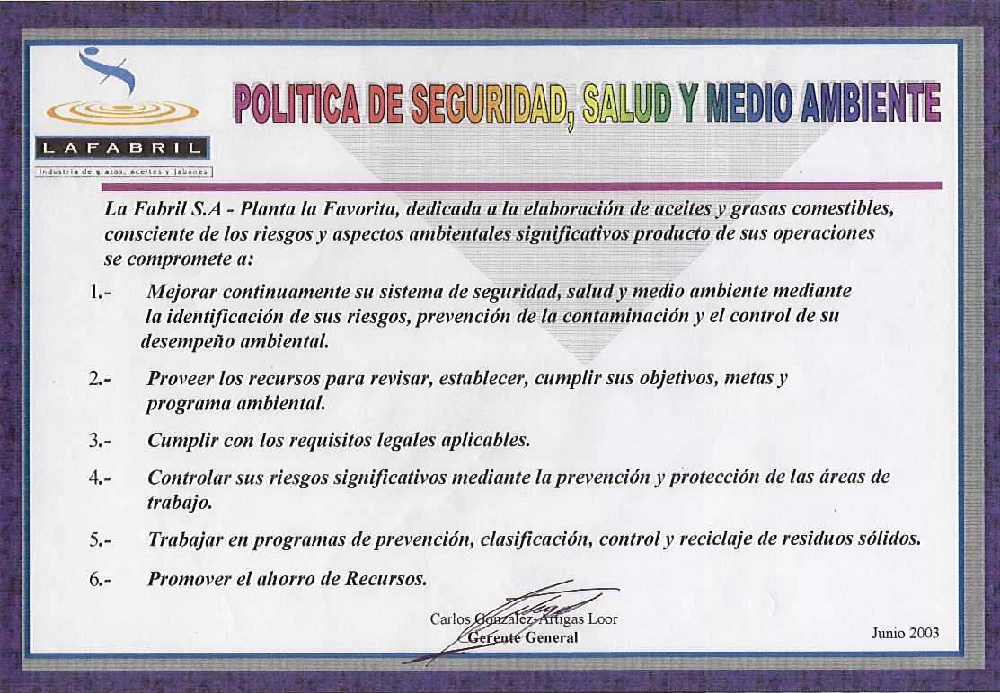 POLITICA DE SEGURIDAD, SALUD Y MEDIO AMBIENTE
LAFABRIL
industria de grasas, aceites y jabones
La Fabril S.A - Planta la Favorita, dedicada a la elaboración de aceites y grasas comestibles,
consciente de los riesgos y aspectos ambientales significativos producto de sus operaciones
se compromete a:
1.- Mejorar continuamente su sistema de seguridad, salud y medio ambiente mediante
la identificación de sus riesgos, prevención de la contaminación y el control de su
desempeño ambiental.
2.- Proveer los recursos para revisar, establecer, cumplir sus objetivos, metas y
programa ambiental.
3.- Cumplir con los requisitos legales aplicables.
4.- Controlar sus riesgos significativos mediante la prevención y protección de las áreas de
trabajo.
5.- Trabajar en programas de prevención, clasificación, control y reciclaje de residuos sólidos.
6.- Promover el ahorro de Recursos.
Carlos González-Artigas Loor
Gerente General
Junio 2003